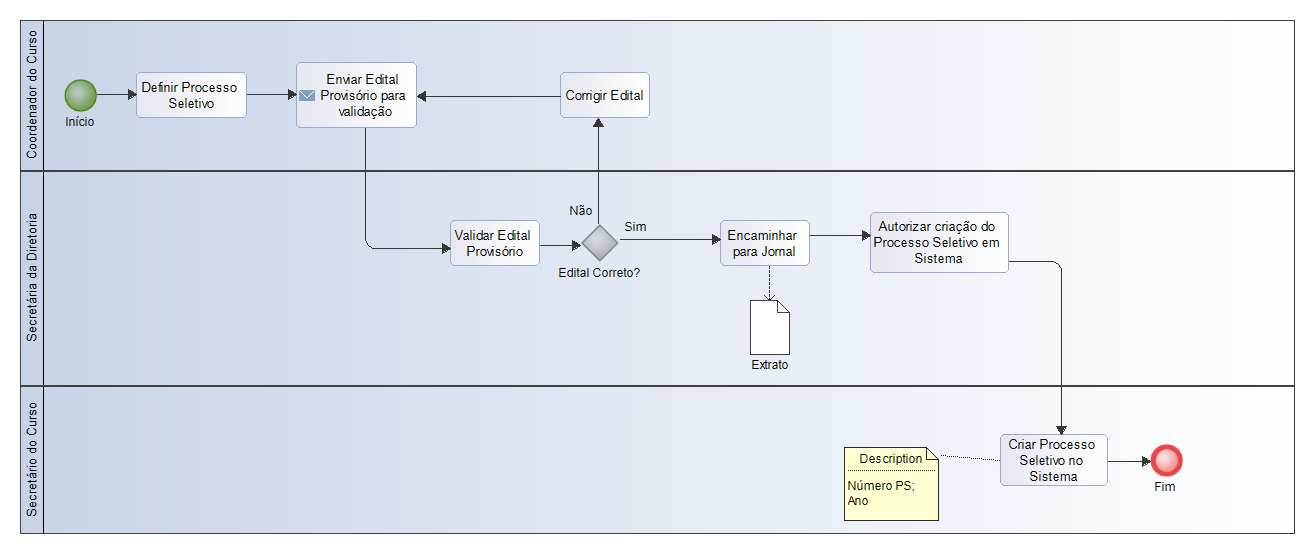 Coordenador do Curso
Início
Definir Processo
Seletivo
Enviar Edital
Provisório para
validação
Corrigir Edital
Secretária da Diretoria
Validar Edital
Provisório
Não
Sim
Edital Correto?
Encaminhar
para Jornal
Extrato
Autorizar criação do
Processo Seletivo em
Sistema
Secretário do Curso
Description
Número PS;
Ano
Criar Processo
Seletivo no
Sistema
Fim